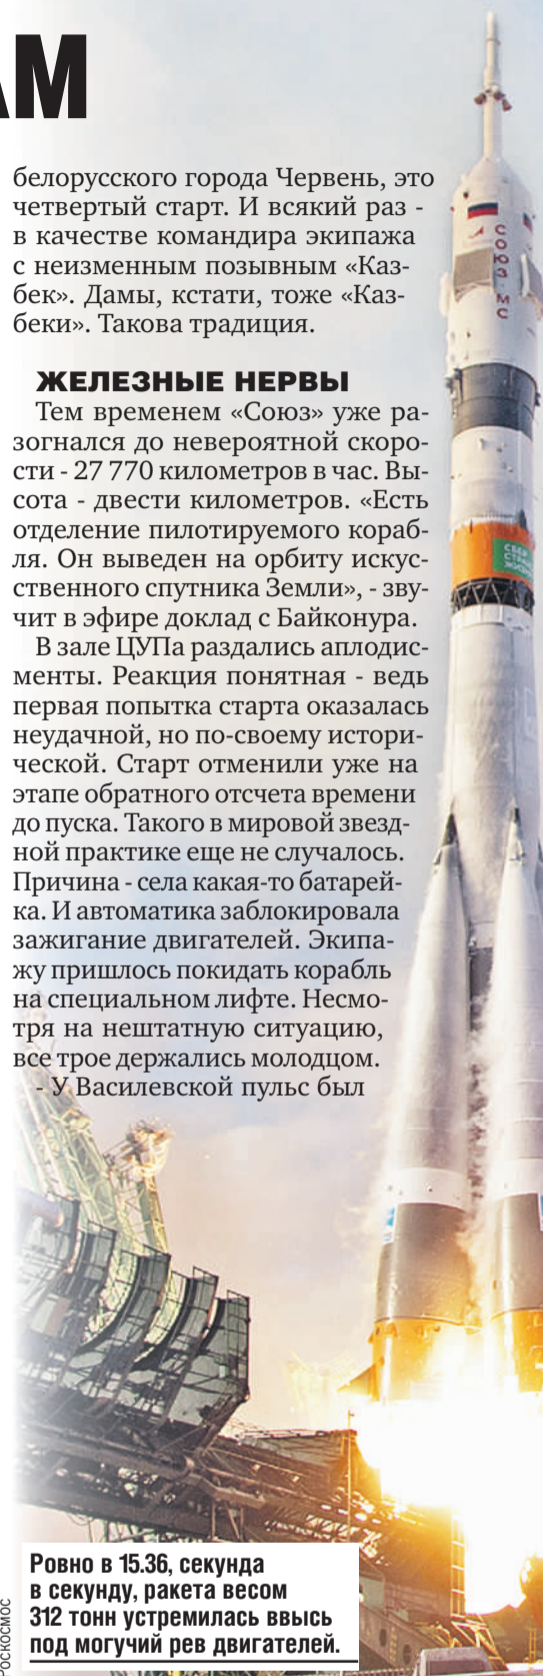 АМ
белорусского города Червень, это
четвертый старт. И всякий раз -
в качестве командира экипажа
с неизменным позывным «Каз-
бек». Дамы, кстати, тоже «Каз-
беки». Такова традиция.
ЖЕЛЕЗНЫЕ НЕРВЫ
Тем временем «Союз» уже ра-
зогнался до невероятной скоро-
сти - 27 770 километров в час. Вы-
сота - двести километров. «Есть
отделение пилотируемого кораб-
ля. Он выведен на орбиту искус-
ственного спутника Земли», - зву-
чит в эфире доклад с Байконура.
В зале ЦУПа раздались аплодис-
менты. Реакция понятная - ведь
первая попытка старта оказалась
неудачной, но по-своему истори-
ческой. Старт отменили уже на
этапе обратного отсчета времени
до пуска. Такого в мировой звезд-
ной практике еще не случалось.
Причина - села какая-то батарей-
ка. И автоматика заблокировала
зажигание двигателей. Экипа-
жу пришлось покидать корабль
на специальном лифте. Несмо-
тря на нештатную ситуацию,
все трое держались молодцом.
- У Василевской пульс был
СОЮЗ МС
СБЕР
Ровно в 15.36, секунда
в секунду, ракета весом
312 тонн устремилась ввысь
под могучий рев двигателей.
Роскосмос